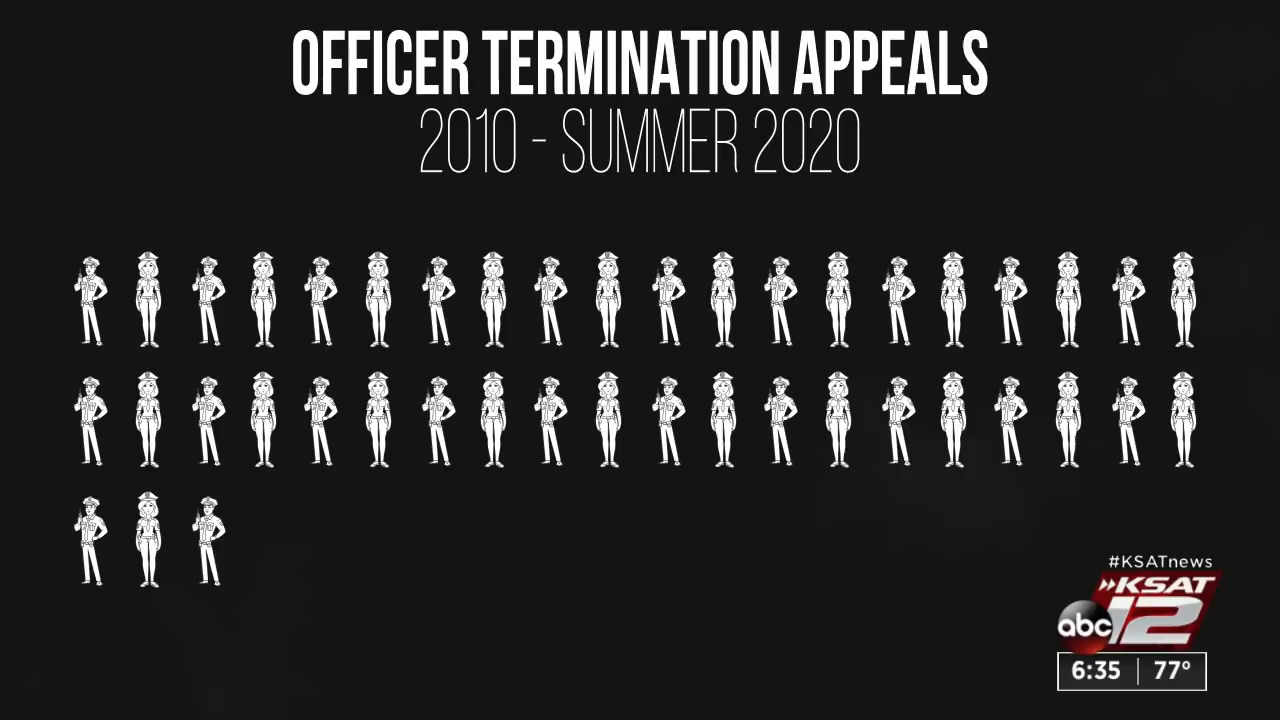 OFFICER TERMINATION APPEALS
2010 - SUMMER 2020
#KSATnews
KSAT
abc 12
6:35 | 77°